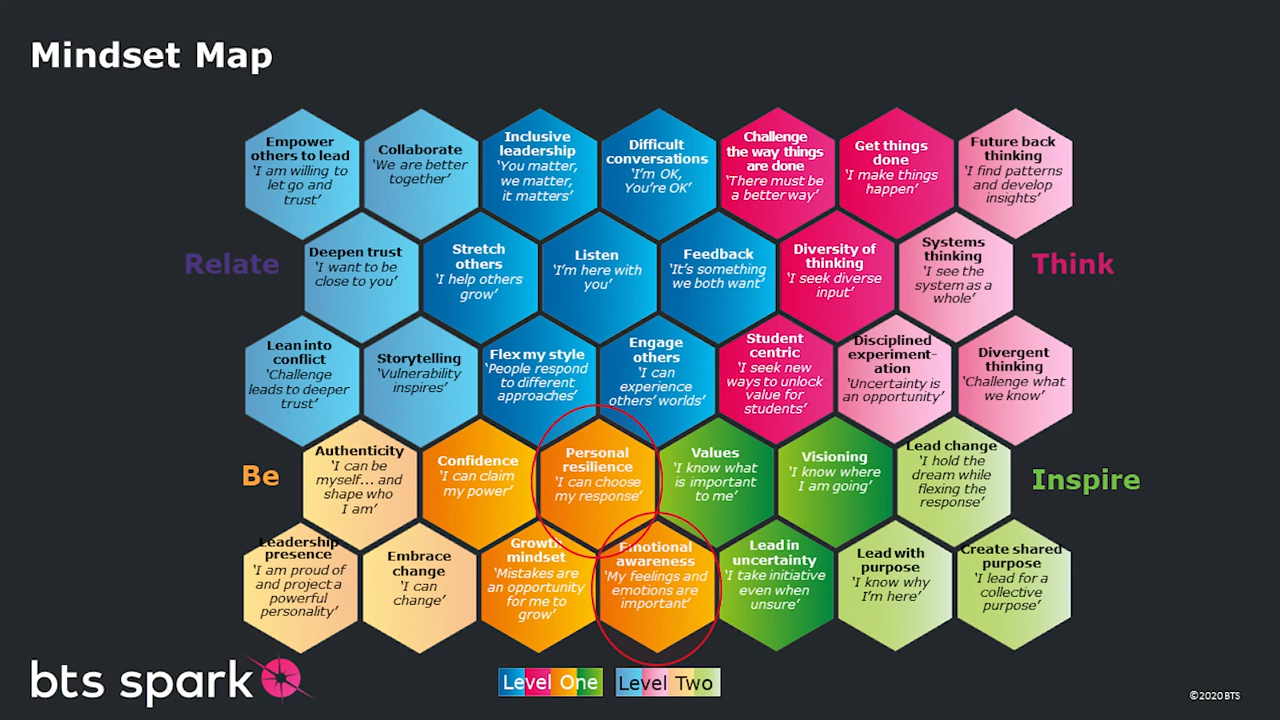 Mindset Map
Empower
others to lead
‘I am willing to
let go and
trust’
Collaborate
‘We are better
together’
Inclusive
leadership
‘You matter,
we matter,
it matters’
Difficult
conversations
‘I’m OK,
You’re OK’
Challenge
the way things
are done
‘There must be
a better way’
Get things
done
‘I make things
happen’
Future back
thinking
‘I find patterns
and develop
insights’
Relate
Deepen trust
‘I want to be
close to you’
Stretch
others
‘I help others
grow’
Listen
‘I’m here with
you’
Feedback
‘It’s something
we both want’
Diversity of
thinking
‘I seek diverse
input’
Systems
thinking
‘I see the
system as a
whole’
Think
Lean into
conflict
‘Challenge
leads to deeper
trust’
Storytelling
‘Vulnerability
inspires’
Flex my style
‘People respond
to different
approaches’
Engage
others
‘I can
experience
others’ worlds’
Student
centric
‘I seek new
ways to unlock
value for
students’
Disciplined
experiment-
ation
‘Uncertainty is
an opportunity’
Divergent
thinking
‘Challenge what
we know’
Be
Authenticity
‘I can be
myself... and
shape who
I am’
Confidence
‘I can claim
my power’
Personal
resilience
‘I can choose
my response’
Values
‘I know what
is important
to me’
Visioning
‘I know where
I am going’
Lead change
‘I hold the
dream while
flexing the
response’
Inspire
Leadership
presence
‘I am proud of
and project a
powerful
personality’
Embrace
change
‘I can
change’
Growth
mindset
‘Mistakes are
an opportunity
for me to
grow’
Emotional
awareness
‘My feelings and
emotions are
important’
Lead in
uncertainty
‘I take initiative
even when
unsure’
Lead with
purpose
‘I know why
I’m here’
Create shared
purpose
‘I lead for a
collective
purpose’
bts spark
Level One
Level Two
©2020 BTS